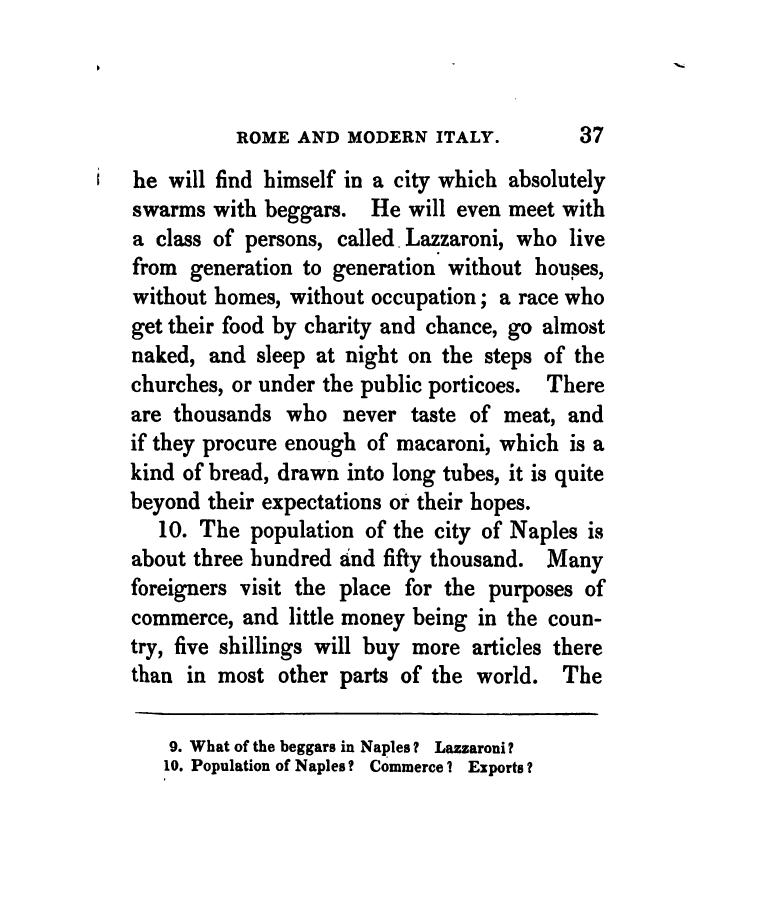 ROME AND MODERN ITALY. 37
he will find himself in a city which absolutely
swarms with beggars. He will even meet with
a class of persons, called Lazzaroni, who live
from generation to generation without houses,
without homes, without occupation; a race who
get their food by charity and chance, go almost
naked, and sleep at night on the steps of the
churches, or under the public porticoes. There
are thousands who never taste of meat, and
if they procure enough of macaroni, which is a
kind of bread, drawn into long tubes, it is quite
beyond their expectations or their hopes.
10. The population of the city of Naples is
about three hundred and fifty thousand. Many
foreigners visit the place for the purposes of
commerce, and little money being in the coun-
try, five shillings will buy more articles there
than in most other parts of the world. The
9. What of the beggars in Naples? Lazzaroni?
10. Population of Naples? Commerce? Exports?